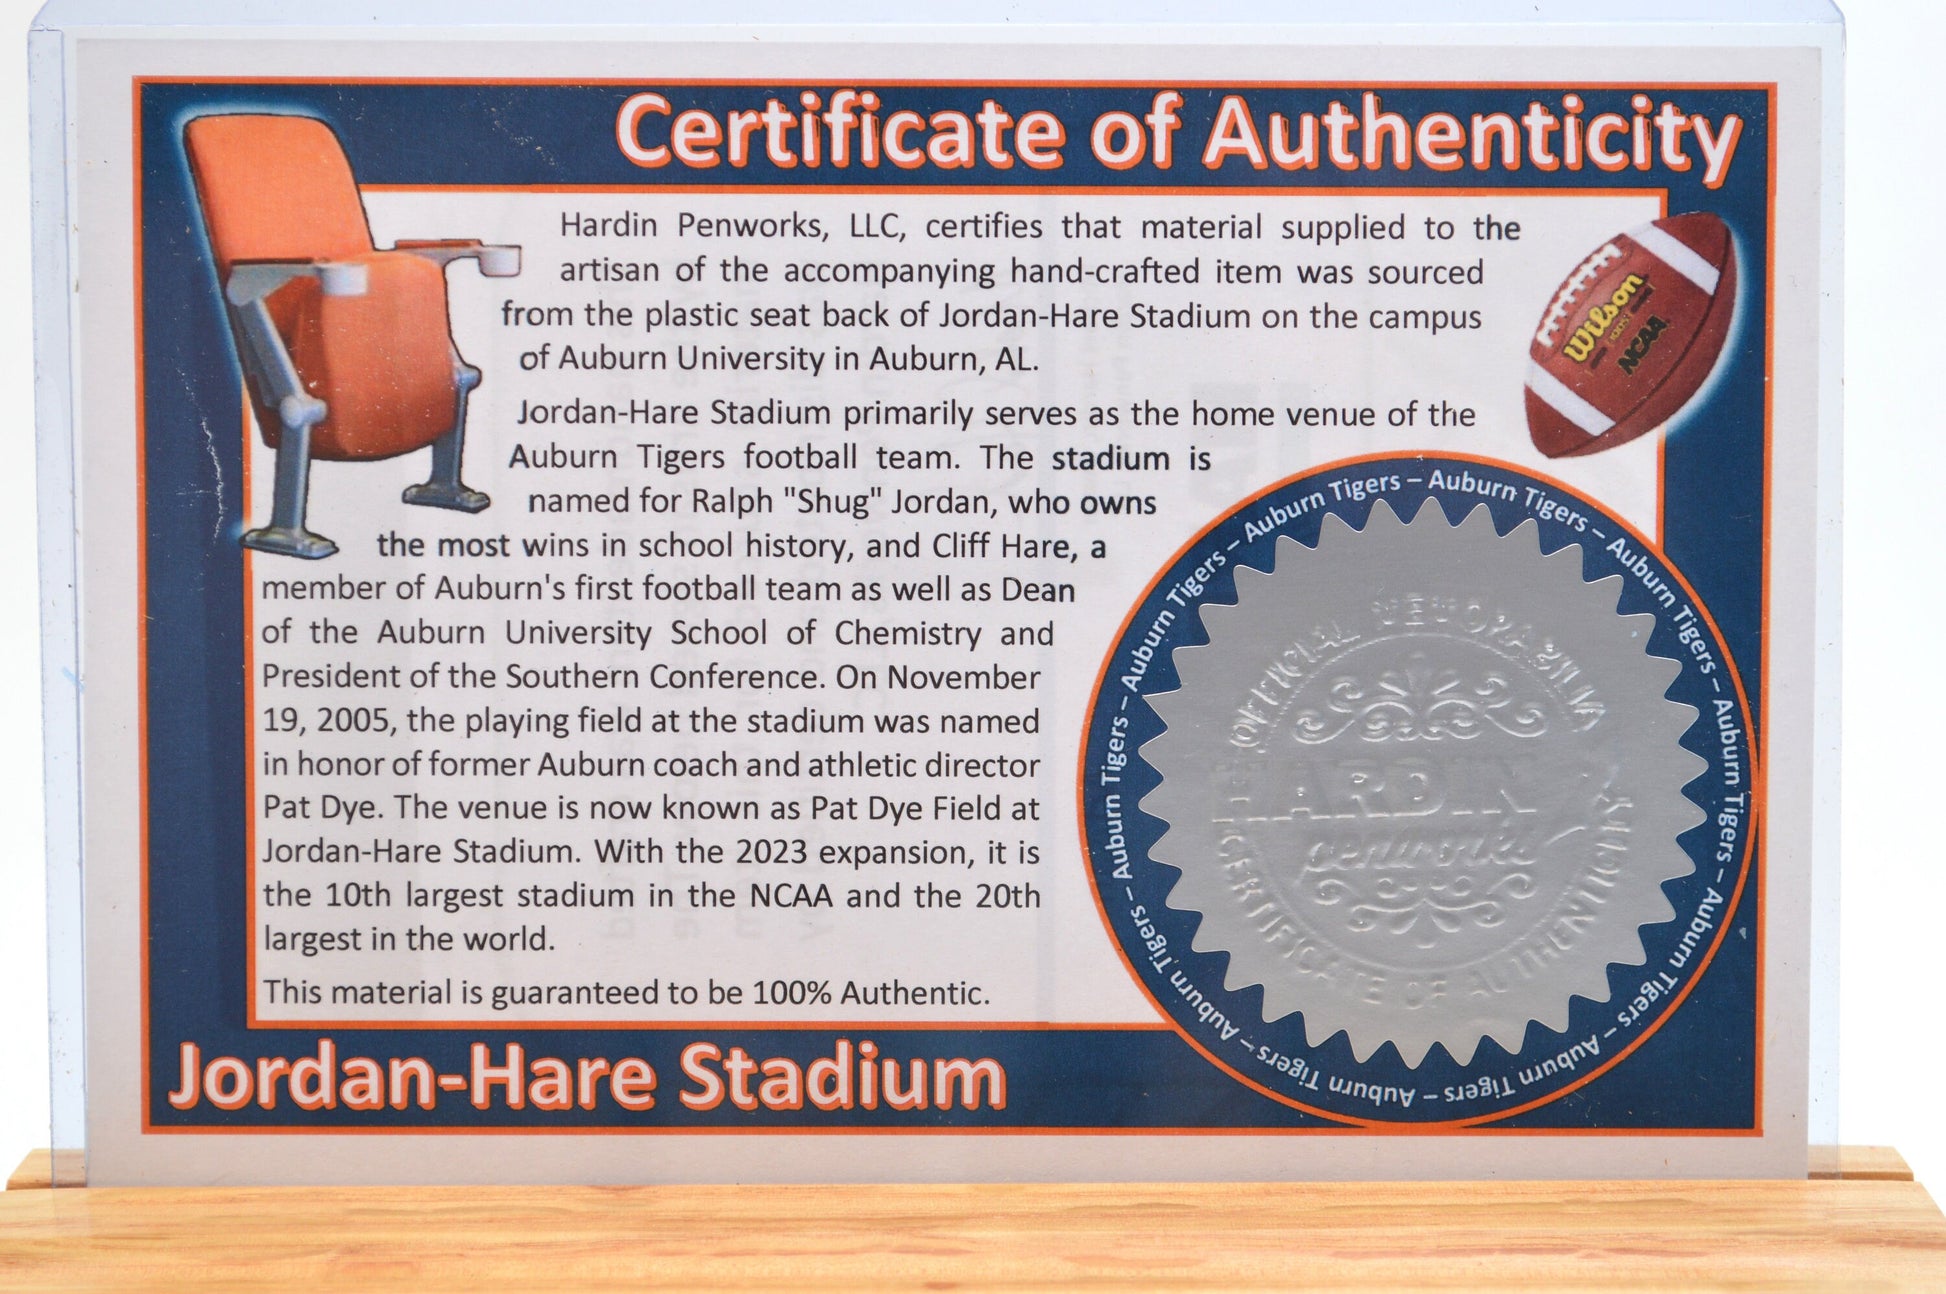 Certificate of Authenticity
Hardin Penworks, LLC, certifies that material supplied to the
artisan of the accompanying hand-crafted item was sourced
from the plastic seat back of Jordan-Hare Stadium on the campus
of Auburn University in Auburn, AL.
Jordan-Hare Stadium primarily serves as the home venue of the
Auburn Tigers football team. The stadium is
named for Ralph "Shug" Jordan, who owns
the most wins in school history, and Cliff Hare, a
member of Auburn's first football team as well as Dean
of the Auburn University School of Chemistry and
President of the Southern Conference. On November
19, 2005, the playing field at the stadium was named
in honor of former Auburn coach and athletic director
Pat Dye. The venue is now known as Pat Dye Field at
Jordan-Hare Stadium. With the 2023 expansion, it is
the 10th largest stadium in the NCAA and the 20th
largest in the world.
This material is guaranteed to be 100% Authentic.
Jordan-Hare Stadium
Wilson
NCAA
Auburn Tigers – Auburn Tigers – Auburn Tigers – Auburn Tigers – Auburn Tigers – Auburn Tigers – Auburn Tigers – Auburn Tigers – Auburn Tigers – Auburn Tigers – Auburn Tigers – Auburn Tigers –
OFFICIAL MEMORABILIA
HARDIN
penworks
CERTIFICATE OF AUTHENTICITY